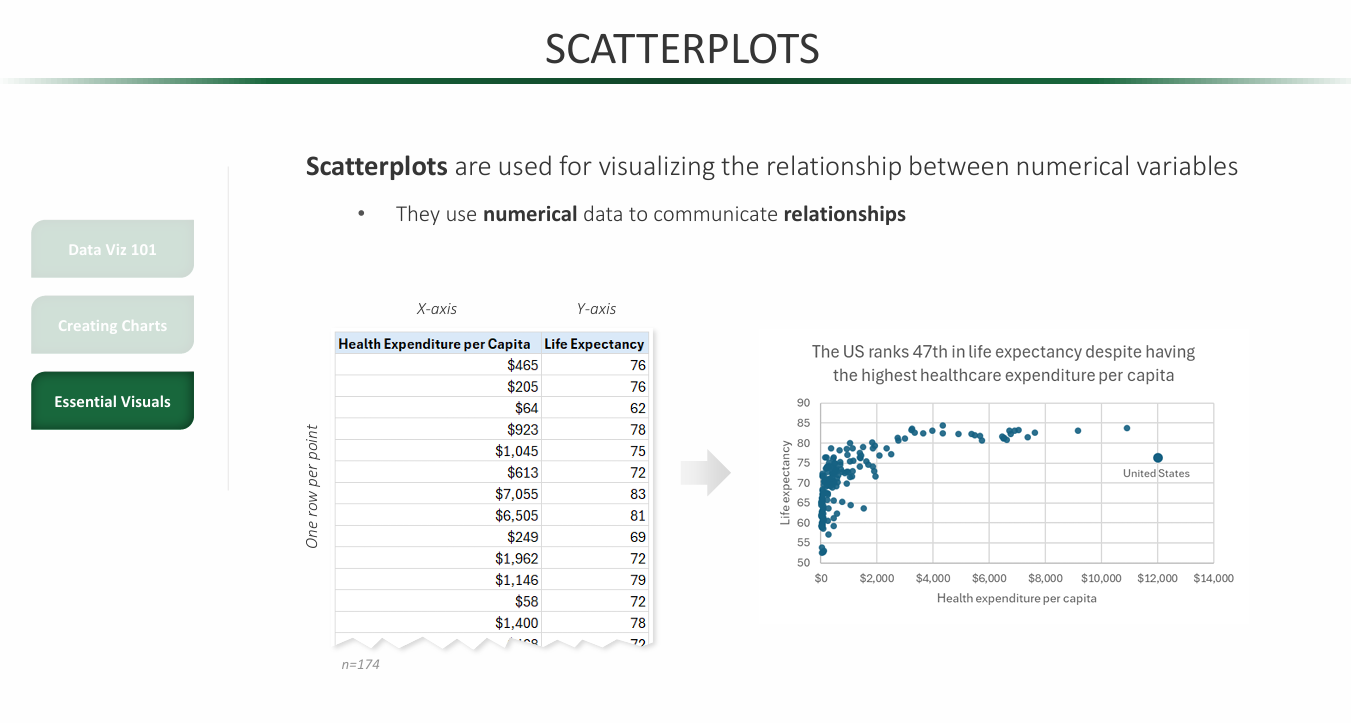 SCATTERPLOTS
Scatterplots are used for visualizing the relationship between numerical variables
• They use numerical data to communicate relationships
Data Viz 101
Creating Charts
Essential Visuals
X-axis Y-axis
One row per point
Health Expenditure per Capita Life Expectancy
$465 76
$205 76
$64 62
$923 78
$1,045 75
$613 72
$7,055 83
$6,505 81
$249 69
$1,962 72
$1,146 79
$58 72
$1,400 78
72
n=174
The US ranks 47th in life expectancy despite having
the highest healthcare expenditure per capita
Life expectancy
90
85
80
75
70
65
60
55
50
United States
$0 $2,000 $4,000 $6,000 $8,000 $10,000 $12,000 $14,000
Health expenditure per capita